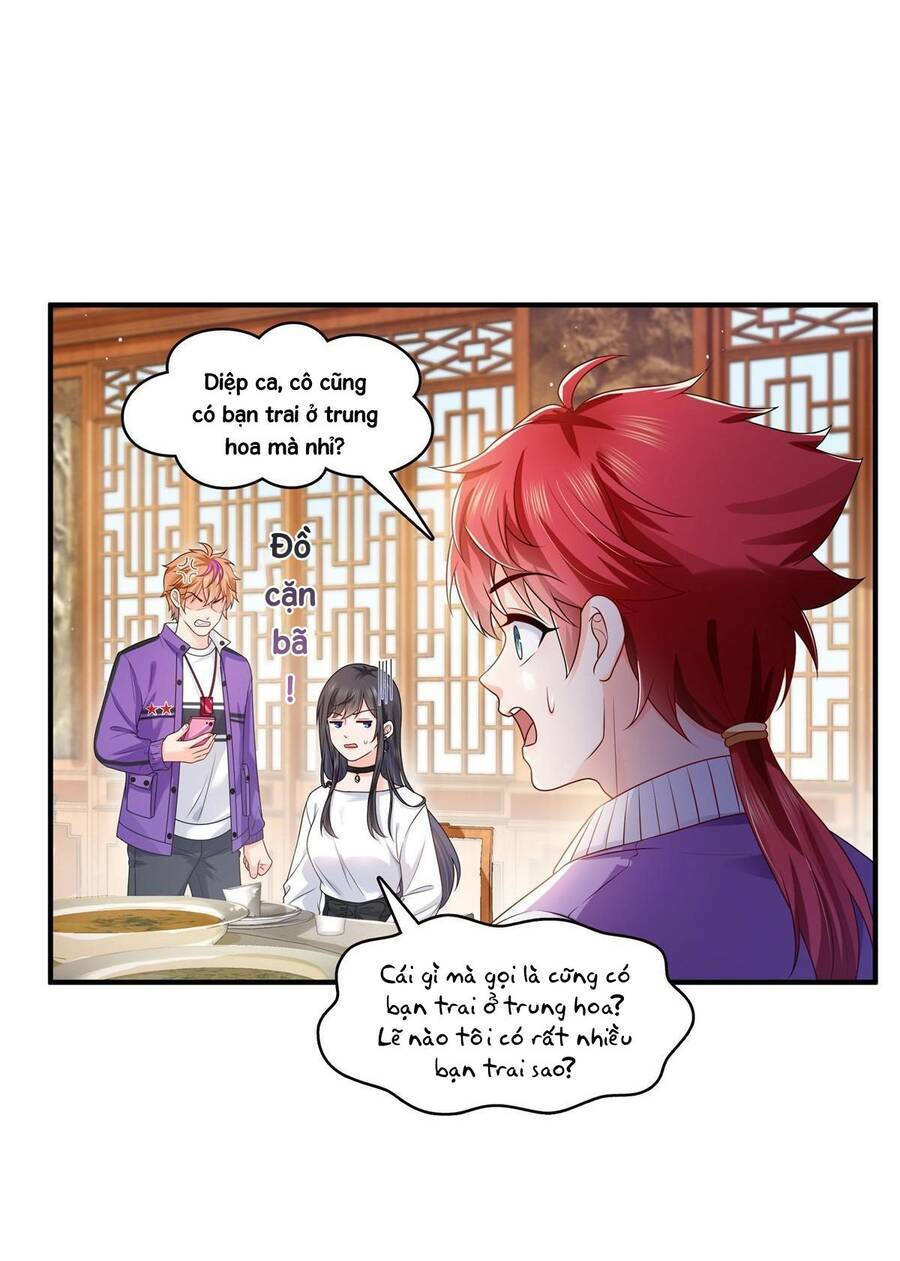 Diệp ca, cô cũng
có bạn trai ở trung
hoa mà nhỉ?
Đồ
cặn
bã
!
Cái gì mà gọi là cũng có
bạn trai ở trung hoa?
Lẽ nào tôi có rất nhiều
bạn trai sao?